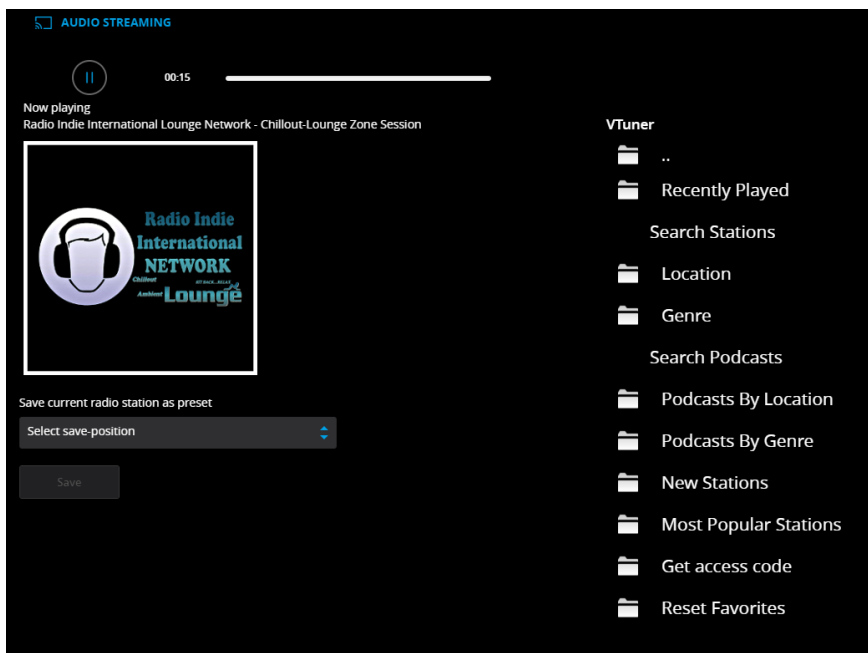 AUDIO STREAMING
00:15
Now playing
Radio Indie International Lounge Network - Chillout-Lounge Zone Session
Radio Indie
International
NETWORK
Chillout
Ambient Lounge
Save current radio station as preset
Select save-position
Save
VTuner
..
Recently Played
Search Stations
Location
Genre
Search Podcasts
Podcasts By Location
Podcasts By Genre
New Stations
Most Popular Stations
Get access code
Reset Favorites